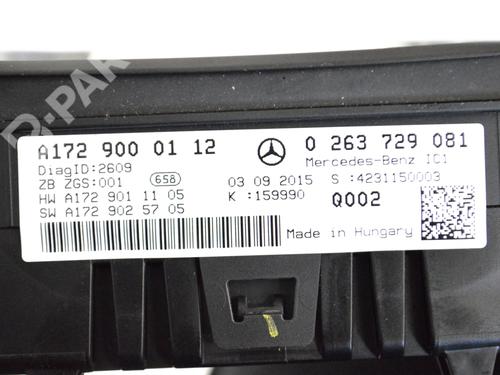 A172 900 01 12
0 263 729 081
DiagID:2609
Mercedes-Benz IC1
ZB ZGS:001
658
03 09 2015
S :4231150003
HW A172 901 11 05
K :159990
Q002
SW A172 902 57 05
Made in Hungary
B-PAR